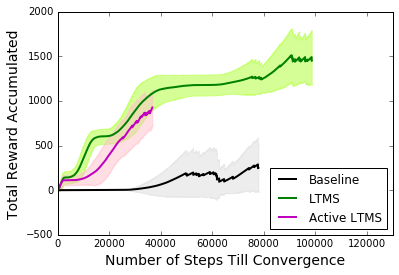 Total Reward Accumulated
2000
1500
1000
500
0
−500
0 20000 40000 60000 80000 100000 120000
Number of Steps Till Convergence
Baseline
LTMS
Active LTMS